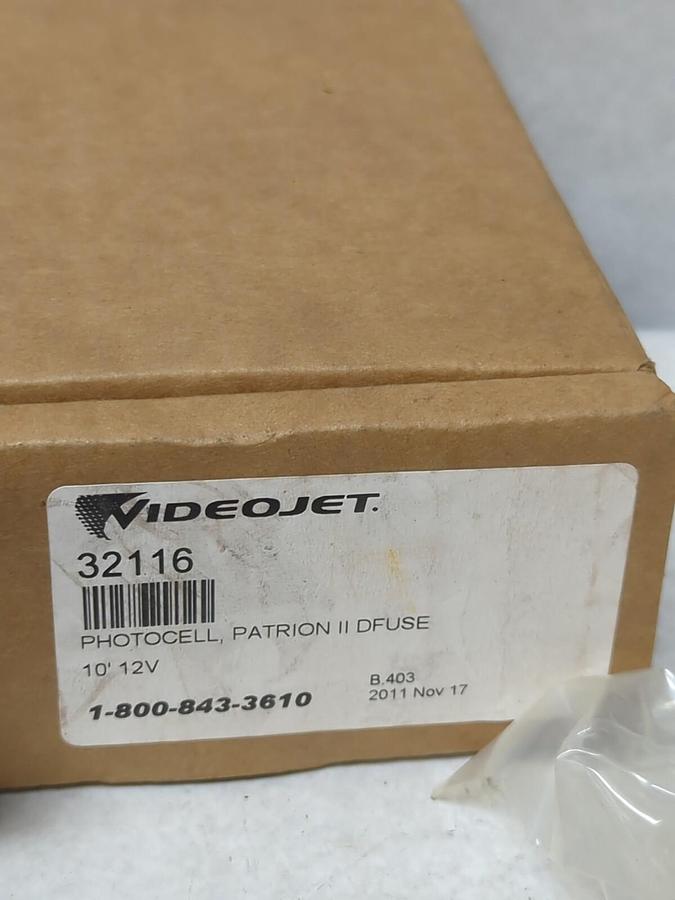 VIDEOJET.
32116
PHOTOCELL, PATRION II DFUSE
10' 12V
B.403
2011 Nov 17
1-800-843-3610